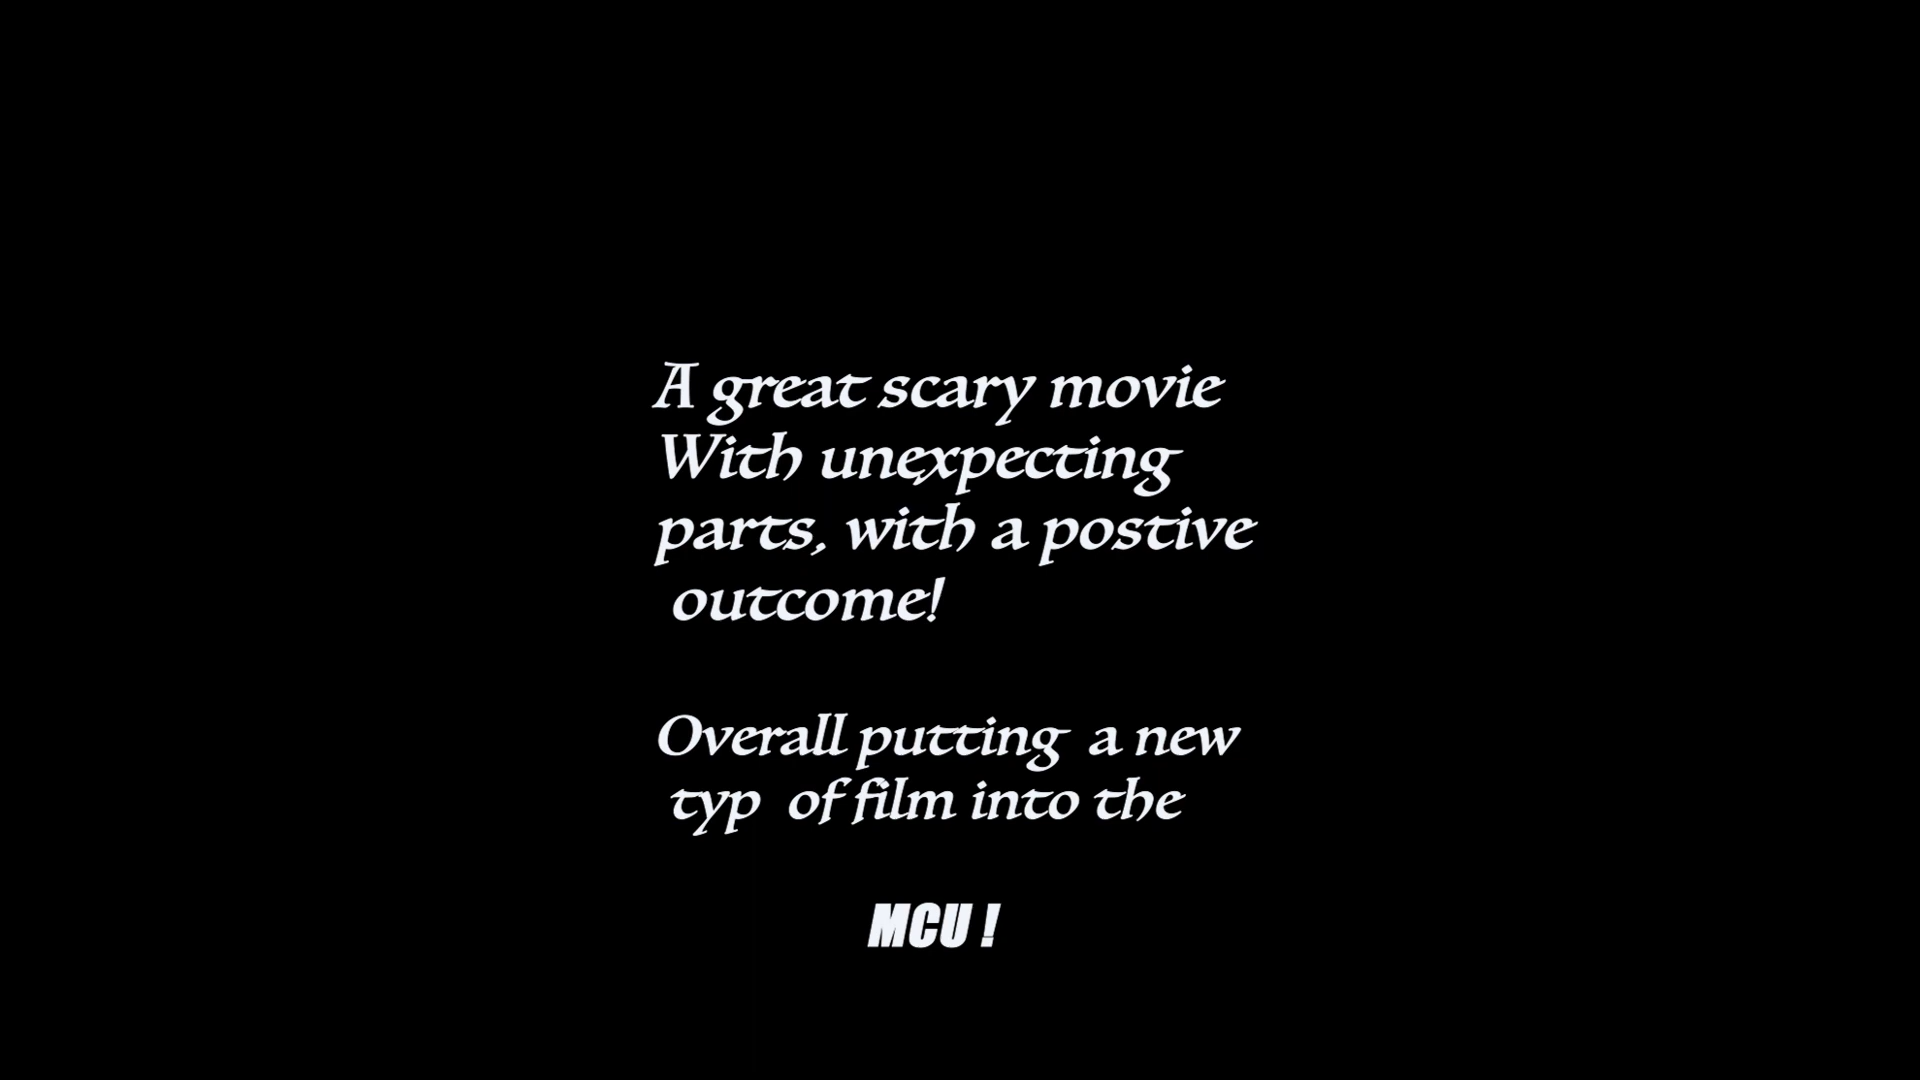 A great scary movie
With unexpecting
parts, with a postive
outcome!
Overall putting a new
typ of film into the
MCU !